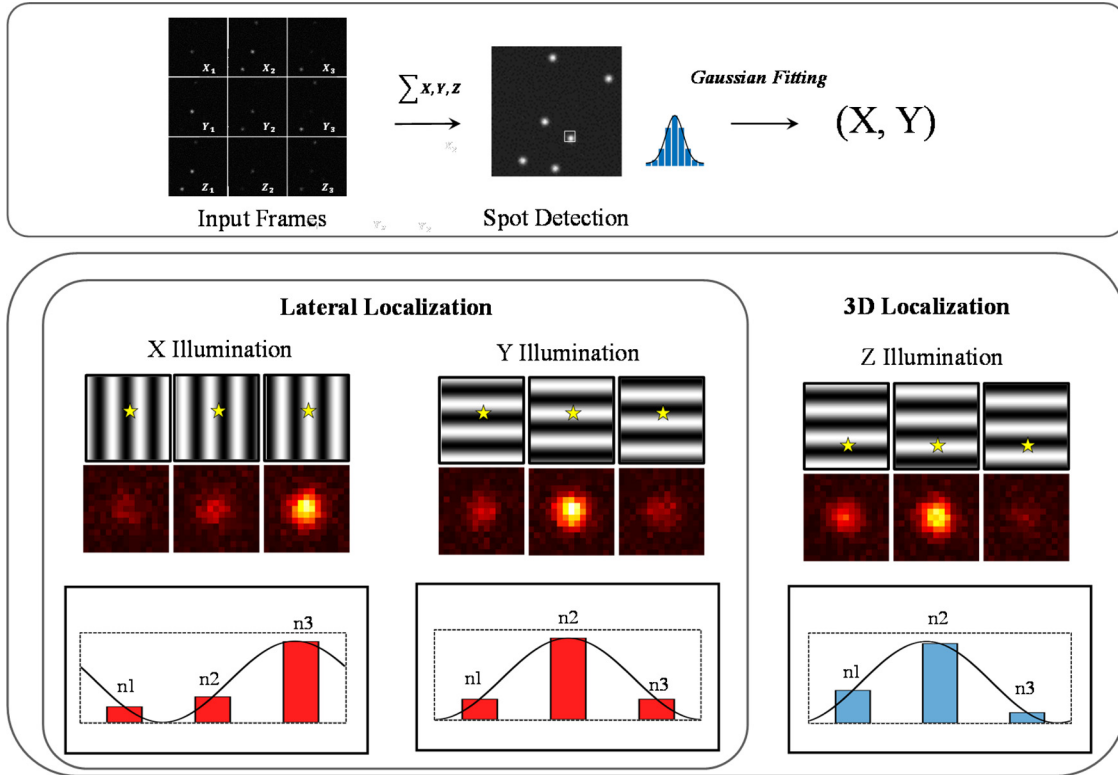 X₁ X₂ X₃
Y₁ Y₂ Y₃
Z₁ Z₂ Z₃
Input Frames
∑ X,Y,Z
Spot Detection
Gaussian Fitting
(X, Y)
Lateral Localization
3D Localization
X Illumination
Y Illumination
Z Illumination
n1 n2 n3
n1 n2 n3
n1 n2 n3